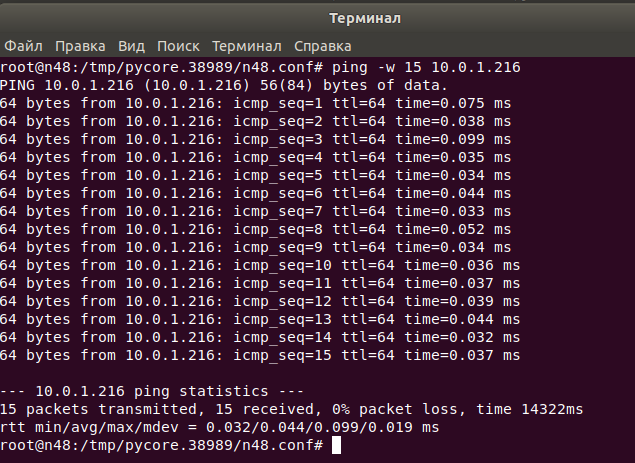 Терминал
Файл Правка Вид Поиск Терминал Справка
root@n48:/tmp/pycore.38989/n48.conf# ping -w 15 10.0.1.216
PING 10.0.1.216 (10.0.1.216) 56(84) bytes of data.
64 bytes from 10.0.1.216: icmp_seq=1 ttl=64 time=0.075 ms
64 bytes from 10.0.1.216: icmp_seq=2 ttl=64 time=0.038 ms
64 bytes from 10.0.1.216: icmp_seq=3 ttl=64 time=0.099 ms
64 bytes from 10.0.1.216: icmp_seq=4 ttl=64 time=0.035 ms
64 bytes from 10.0.1.216: icmp_seq=5 ttl=64 time=0.034 ms
64 bytes from 10.0.1.216: icmp_seq=6 ttl=64 time=0.044 ms
64 bytes from 10.0.1.216: icmp_seq=7 ttl=64 time=0.033 ms
64 bytes from 10.0.1.216: icmp_seq=8 ttl=64 time=0.052 ms
64 bytes from 10.0.1.216: icmp_seq=9 ttl=64 time=0.034 ms
64 bytes from 10.0.1.216: icmp_seq=10 ttl=64 time=0.036 ms
64 bytes from 10.0.1.216: icmp_seq=11 ttl=64 time=0.037 ms
64 bytes from 10.0.1.216: icmp_seq=12 ttl=64 time=0.039 ms
64 bytes from 10.0.1.216: icmp_seq=13 ttl=64 time=0.044 ms
64 bytes from 10.0.1.216: icmp_seq=14 ttl=64 time=0.032 ms
64 bytes from 10.0.1.216: icmp_seq=15 ttl=64 time=0.037 ms
--- 10.0.1.216 ping statistics ---
15 packets transmitted, 15 received, 0% packet loss, time 14322ms
rtt min/avg/max/mdev = 0.032/0.044/0.099/0.019 ms
root@n48:/tmp/pycore.38989/n48.conf#